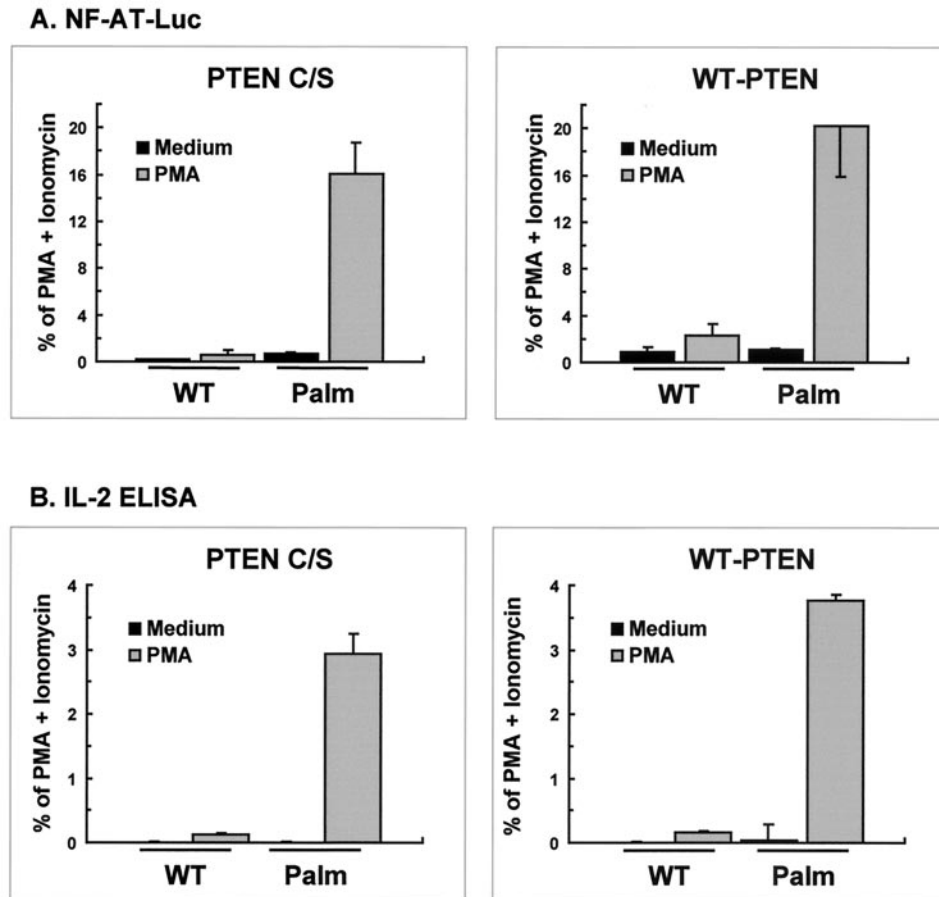 A. NF-AT-Luc
PTEN C/S
% of PMA + Ionomycin
20
16
12
8
4
0
Medium
PMA
WT Palm
WT-PTEN
% of PMA + Ionomycin
20
16
12
8
4
0
Medium
PMA
WT Palm
B. IL-2 ELISA
PTEN C/S
% of PMA + Ionomycin
4
3
2
1
0
Medium
PMA
WT Palm
WT-PTEN
% of PMA + Ionomycin
4
3
2
1
0
Medium
PMA
WT Palm